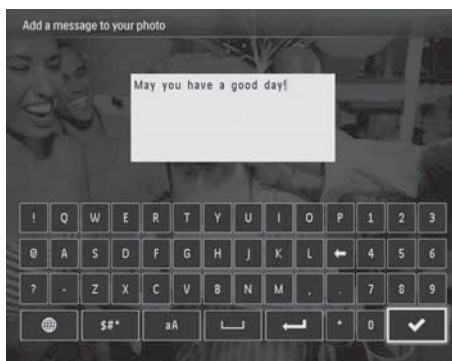 Add a message to your photo
May you have a good day!
! Q W E R T Y U I O P 1 2 3
@ A S D F G H J K L ← 4 5 6
? - Z X C V B N M , . 7 8 9
$#* aA * 0